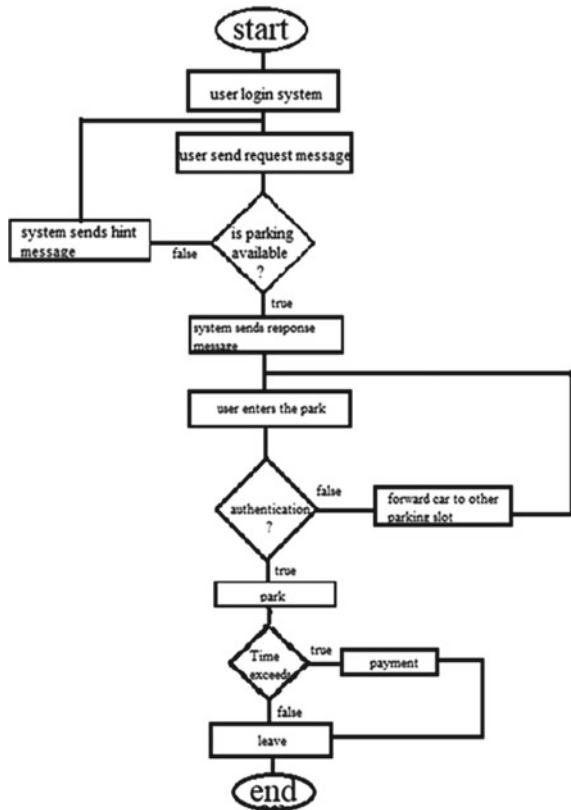 start
user login system
user send request message
is parking
available
?
false
system sends hint
message
true
system sends response
message
user enters the park
authentication
?
false
forward car to other
parking slot
true
park
Time
exceeds
true
payment
false
leave
end